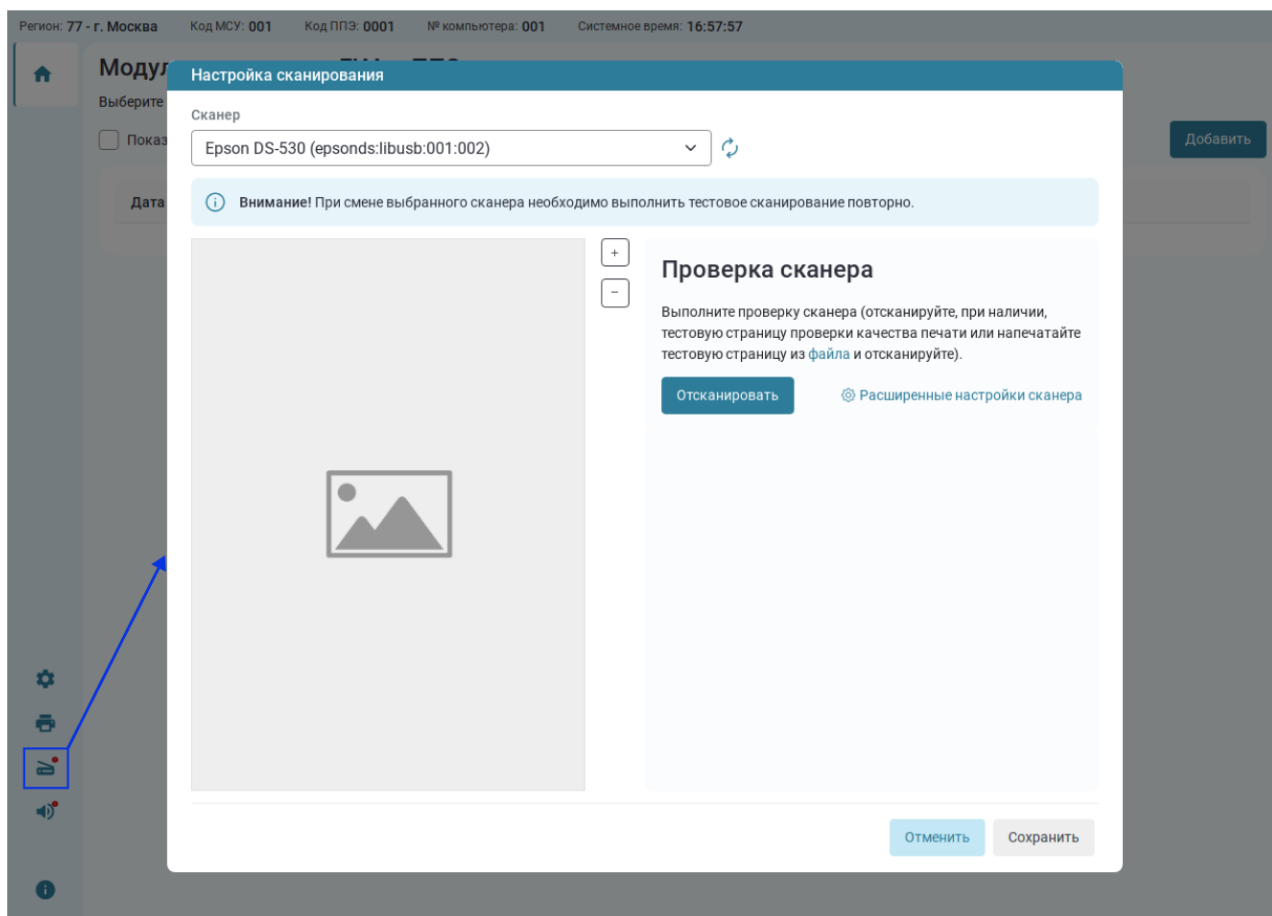 Регион: 77 - г. Москва Код МСУ: 001 Код ППЭ: 0001 № компьютера: 001 Системное время: 16:57:57
Настройка сканирования
Выберите
Сканер
Показ
Epson DS-530 (epsonds:libusb:001:002)
Добавить
Дата
Внимание! При смене выбранного сканера необходимо выполнить тестовое сканирование повторно.
+
−
Проверка сканера
Выполните проверку сканера (отсканируйте, при наличии,
тестовую страницу проверки качества печати или напечатайте
тестовую страницу из файла и отсканируйте).
Отсканировать Расширенные настройки сканера
Отменить Сохранить